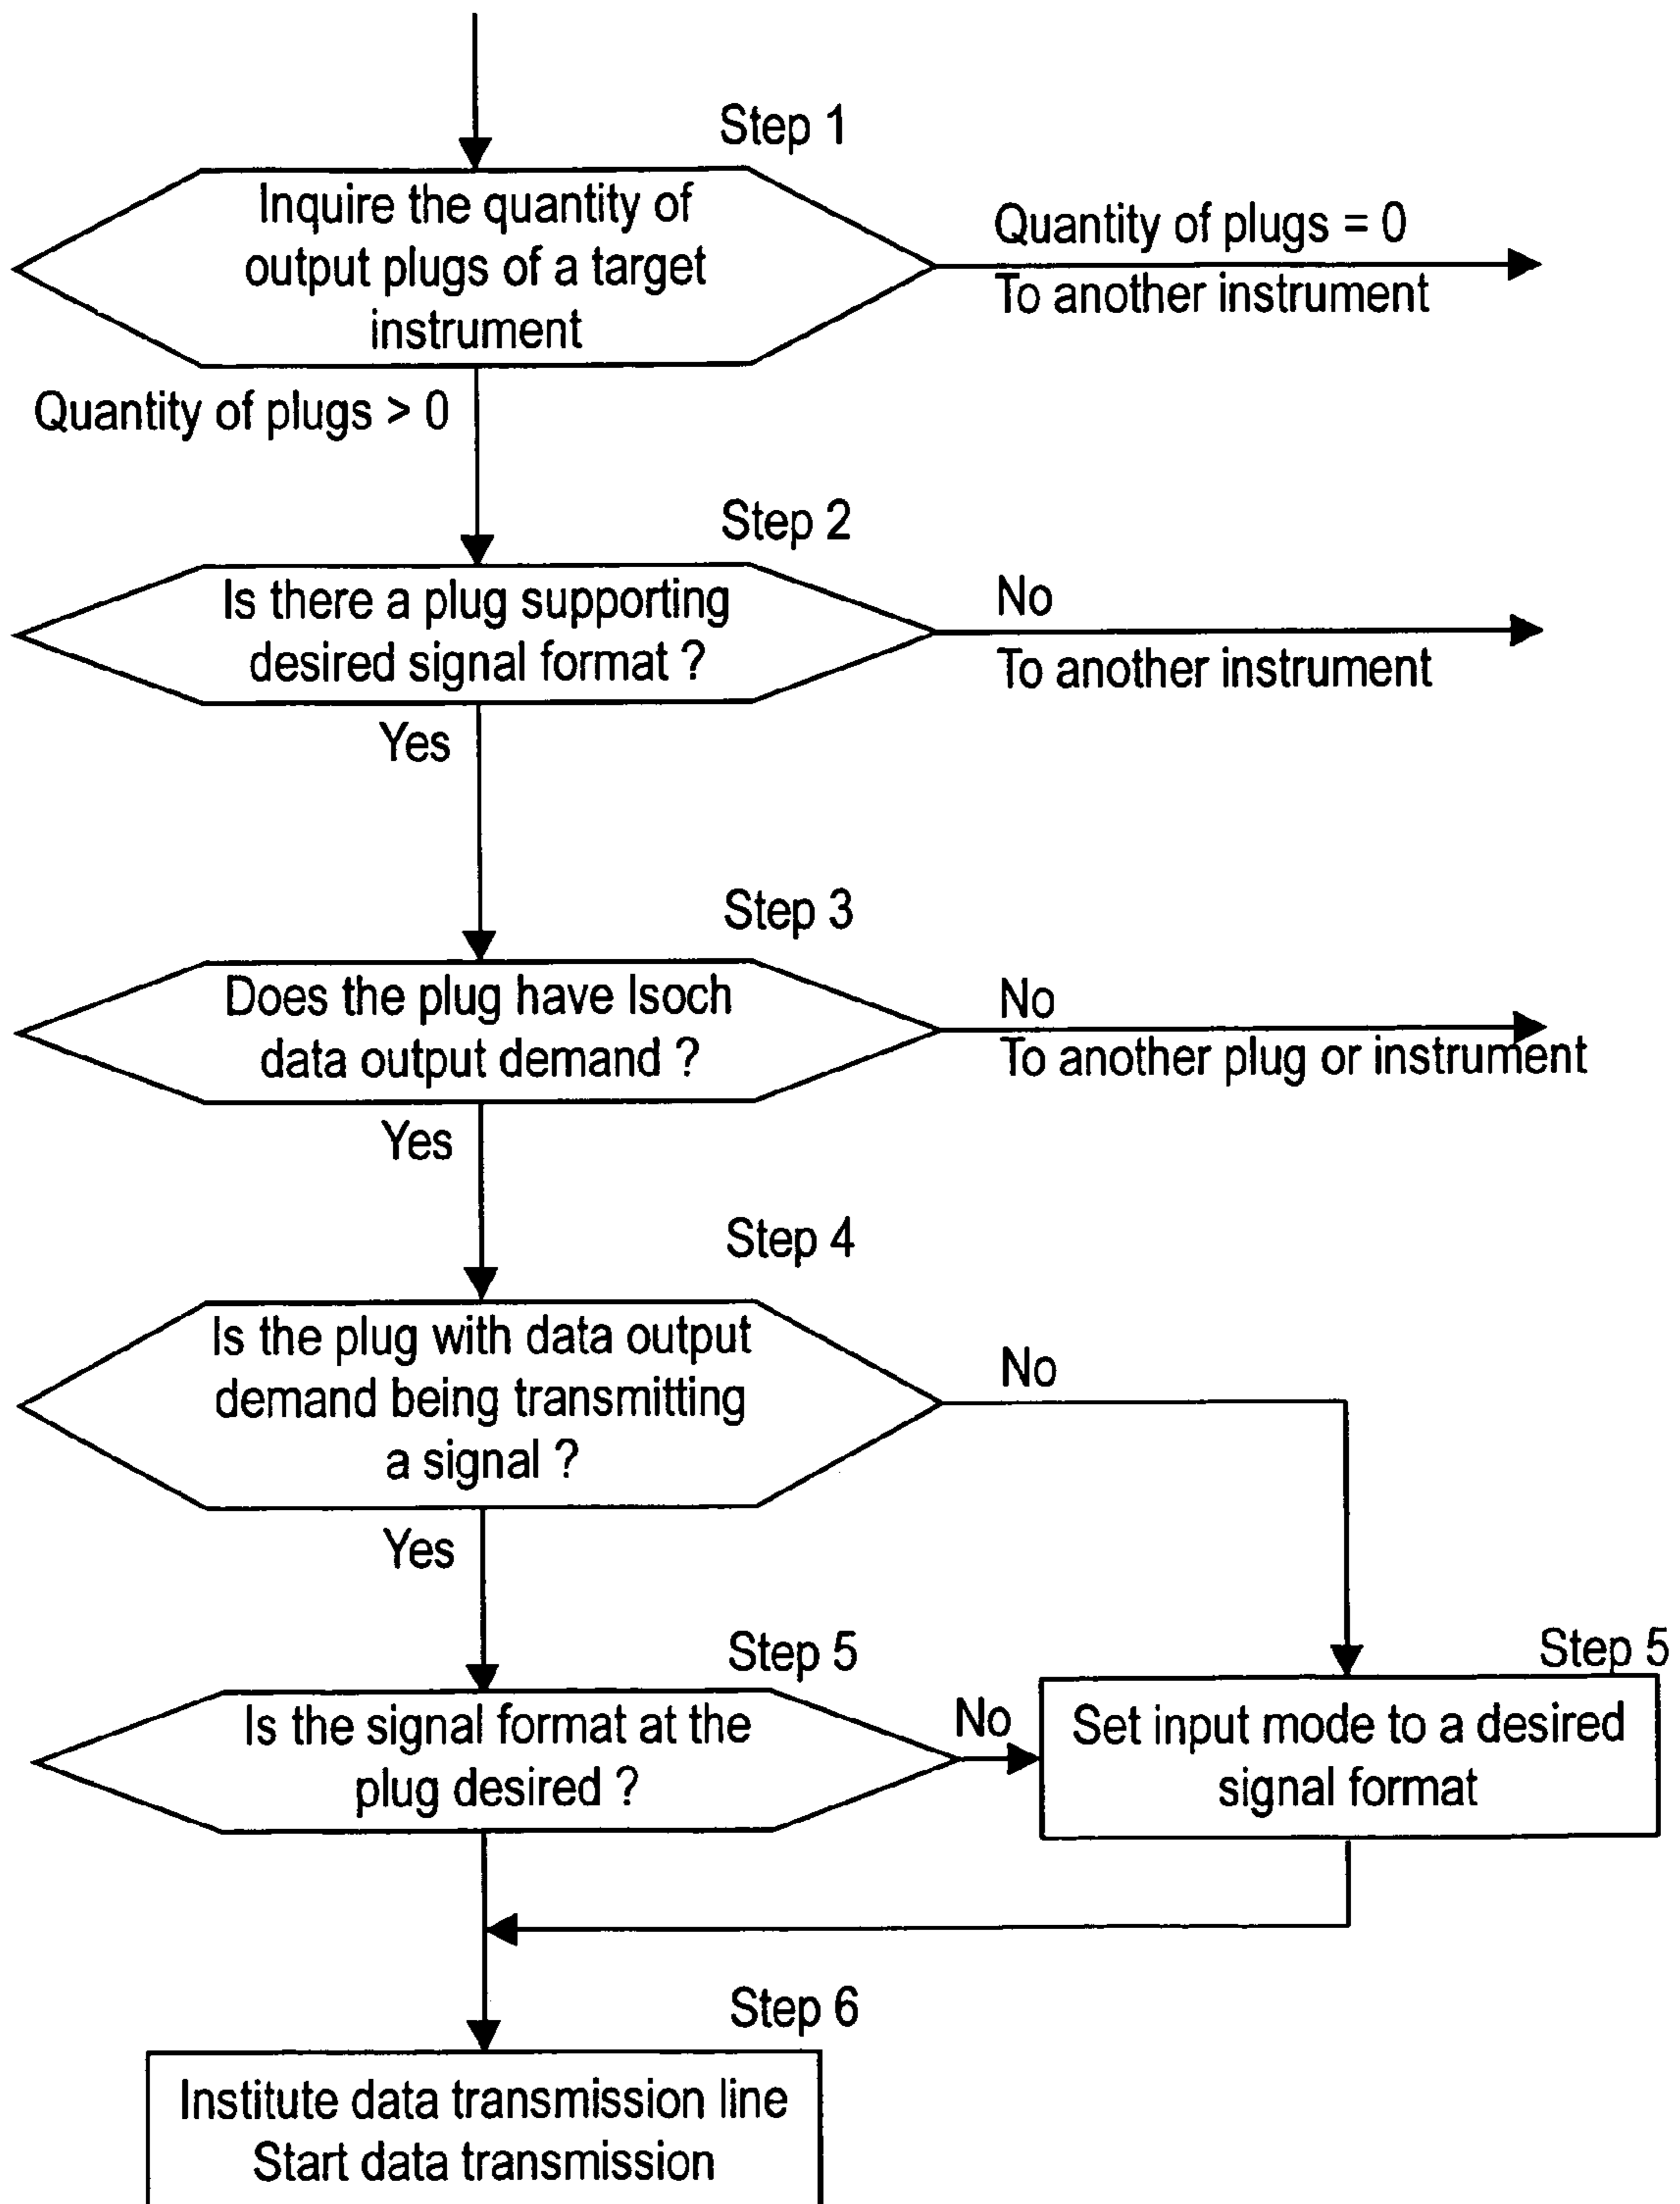 Step 1
Inquire the quantity of
output plugs of a target
instrument
Quantity of plugs = 0
To another instrument
Quantity of plugs > 0
Step 2
Is there a plug supporting
desired signal format ?
No
To another instrument
Yes
Step 3
Does the plug have Isoch
data output demand ?
No
To another plug or instrument
Yes
Step 4
Is the plug with data output
demand being transmitting
a signal ?
No
Yes
Step 5
Is the signal format at the
plug desired ?
No
Step 5
Set input mode to a desired
signal format
Step 6
Institute data transmission line
Start data transmission